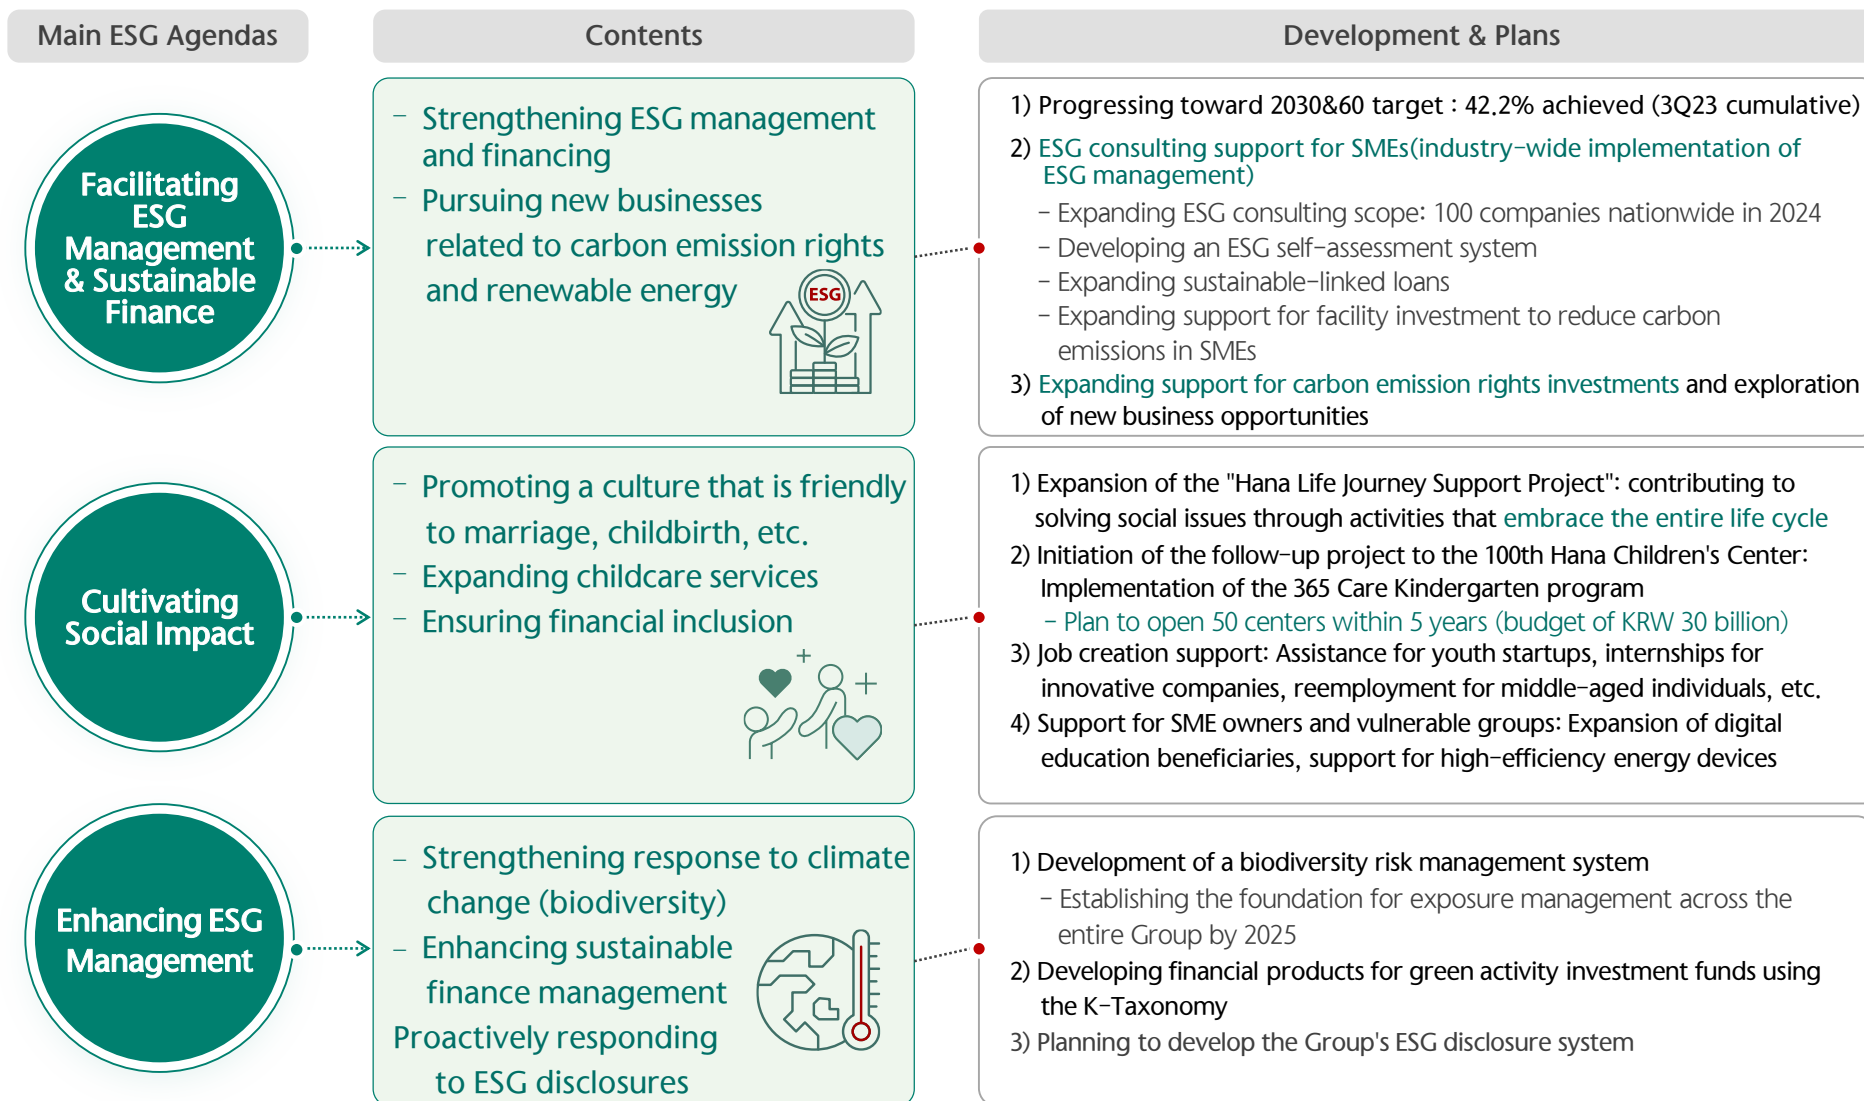 Main ESG Agendas
Contents
Development & Plans
Facilitating
ESG
Management
& Sustainable
Finance
- Strengthening ESG management
and financing
- Pursuing new businesses
related to carbon emission rights
and renewable energy
ESG
1) Progressing toward 2030&60 target : 42.2% achieved (3Q23 cumulative)
2) ESG consulting support for SMEs(industry-wide implementation of
ESG management)
- Expanding ESG consulting scope: 100 companies nationwide in 2024
- Developing an ESG self-assessment system
- Expanding sustainable-linked loans
- Expanding support for facility investment to reduce carbon
emissions in SMEs
3) Expanding support for carbon emission rights investments and exploration
of new business opportunities
Cultivating
Social Impact
- Promoting a culture that is friendly
to marriage, childbirth, etc.
- Expanding childcare services
- Ensuring financial inclusion
1) Expansion of the "Hana Life Journey Support Project": contributing to
solving social issues through activities that embrace the entire life cycle
2) Initiation of the follow-up project to the 100th Hana Children's Center:
Implementation of the 365 Care Kindergarten program
- Plan to open 50 centers within 5 years (budget of KRW 30 billion)
3) Job creation support: Assistance for youth startups, internships for
innovative companies, reemployment for middle-aged individuals, etc.
4) Support for SME owners and vulnerable groups: Expansion of digital
education beneficiaries, support for high-efficiency energy devices
Enhancing ESG
Management
- Strengthening response to climate
change (biodiversity)
- Enhancing sustainable
finance management
Proactively responding
to ESG disclosures
1) Development of a biodiversity risk management system
- Establishing the foundation for exposure management across the
entire Group by 2025
2) Developing financial products for green activity investment funds using
the K-Taxonomy
3) Planning to develop the Group's ESG disclosure system